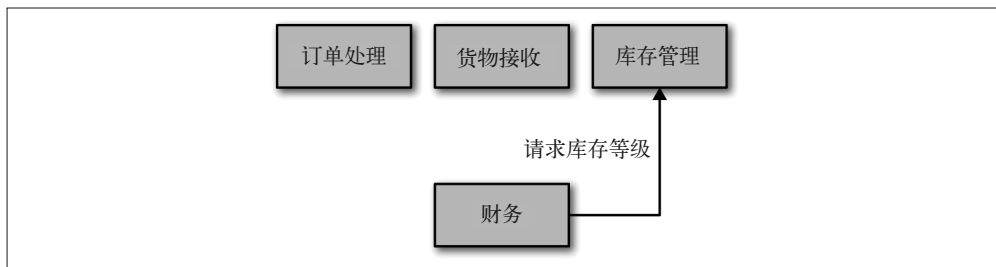 订单处理
货物接收
库存管理
请求库存等级
财务